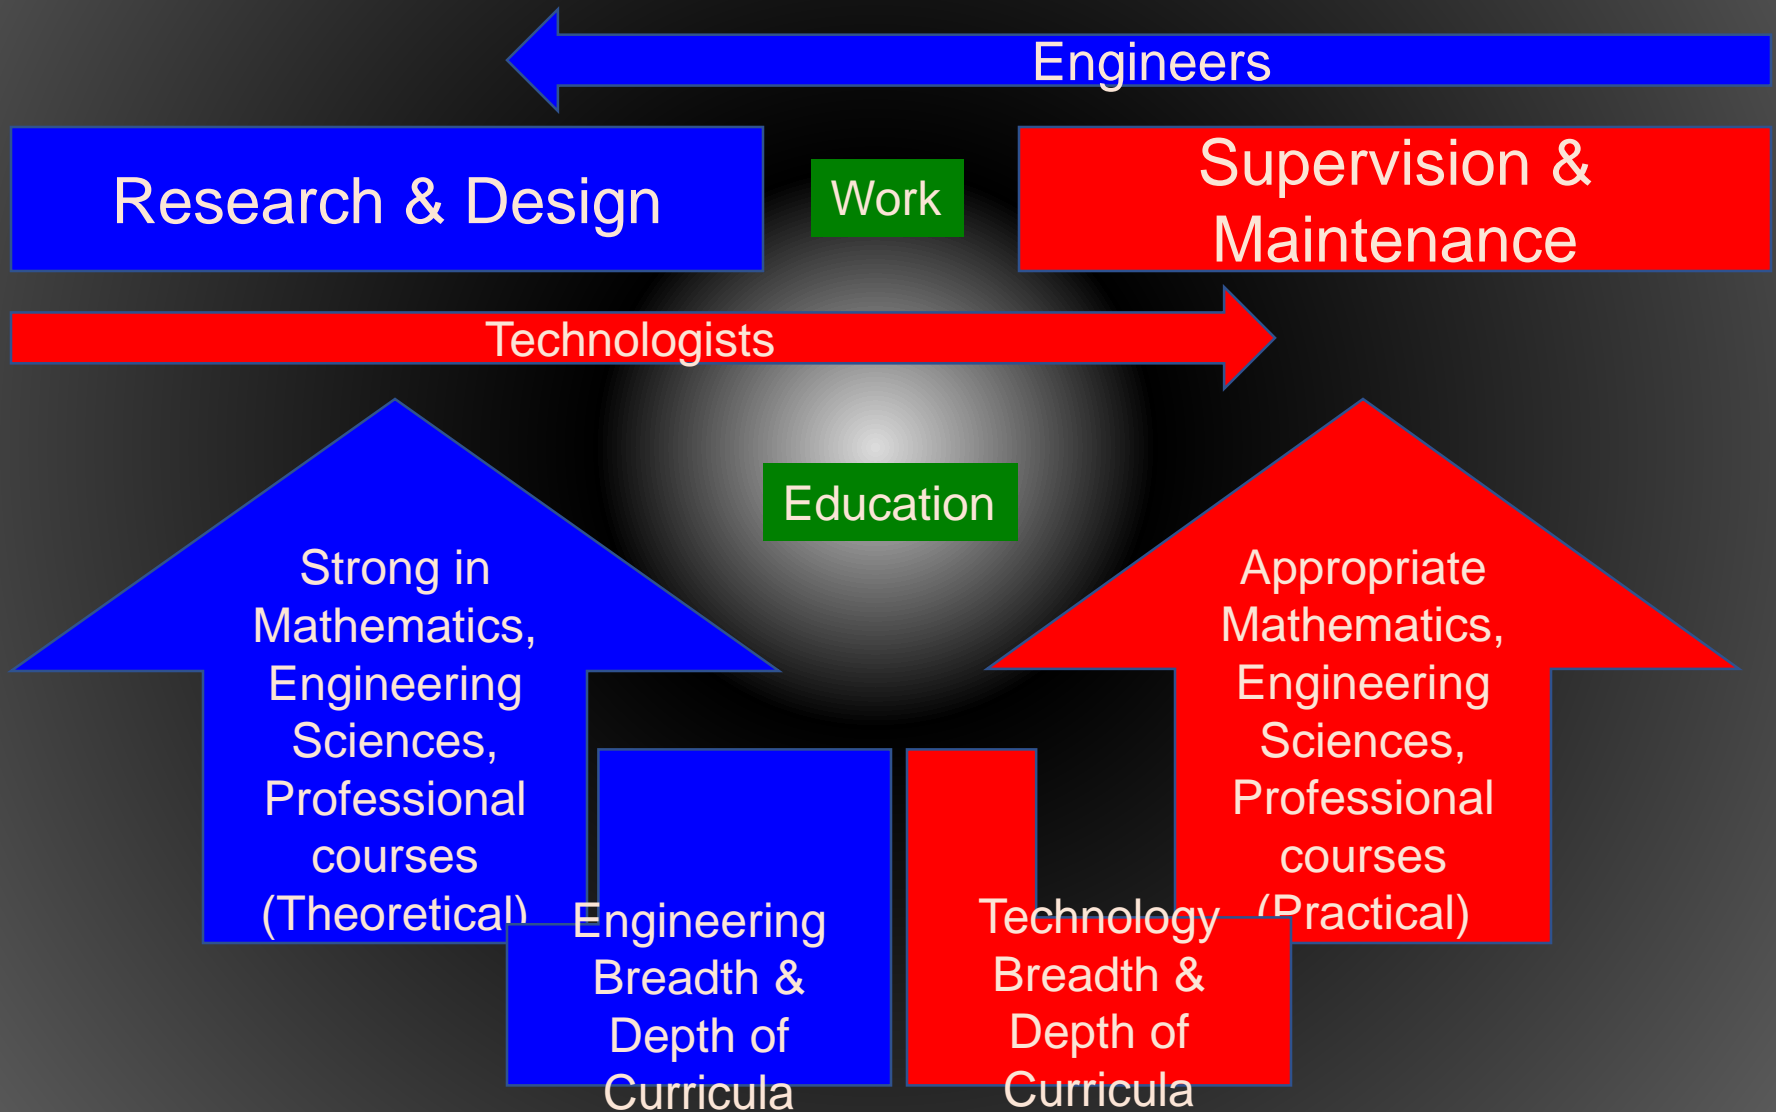 Engineers
Research & Design
Work
Supervision &
Maintenance
Technologists
Education
Strong in
Mathematics,
Engineering
Sciences,
Professional
courses
(Theoretical)
Appropriate
Mathematics,
Engineering
Sciences,
Professional
courses
(Practical)
Engineering
Breadth &
Depth of
Curricula
Technology
Breadth &
Depth of
Curricula